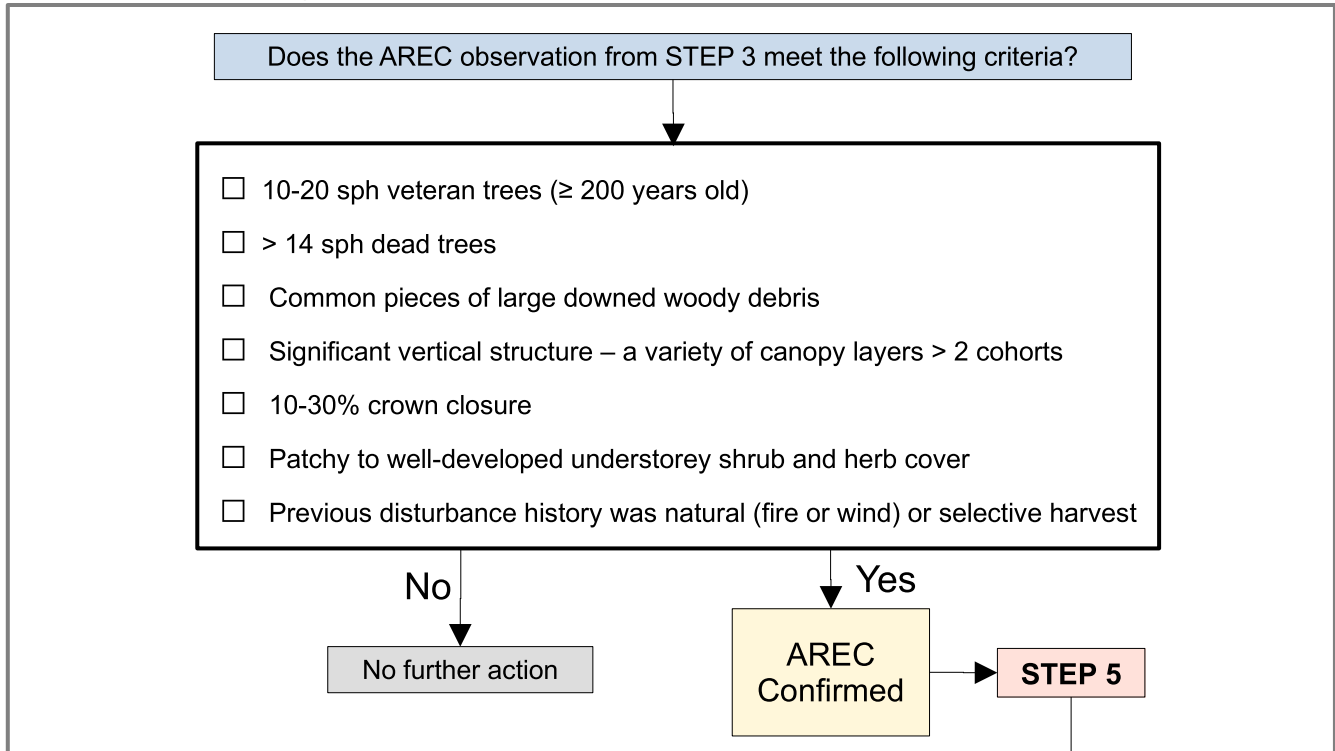 Does the AREC observation from STEP 3 meet the following criteria?
☐ 10-20 sph veteran trees (≥ 200 years old)
☐ > 14 sph dead trees
☐ Common pieces of large downed woody debris
☐ Significant vertical structure – a variety of canopy layers > 2 cohorts
☐ 10-30% crown closure
☐ Patchy to well-developed understorey shrub and herb cover
☐ Previous disturbance history was natural (fire or wind) or selective harvest
No
Yes
No further action
AREC
Confirmed
STEP 5